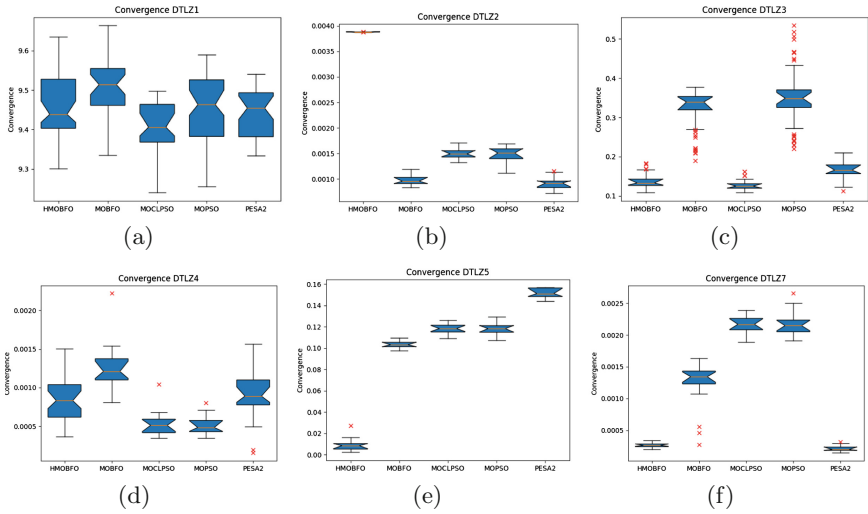 Convergence DTLZ1
Convergence
9.6
9.5
9.4
9.3
HMOBFO MOBFO MOCLPSO MOPSO PESA2
(a)
Convergence DTLZ2
Convergence
0.0040
0.0035
0.0030
0.0025
0.0020
0.0015
0.0010
HMOBFO MOBFO MOCLPSO MOPSO PESA2
(b)
Convergence DTLZ3
Convergence
0.5
0.4
0.3
0.2
0.1
HMOBFO MOBFO MOCLPSO MOPSO PESA2
(c)
Convergence DTLZ4
Convergence
0.0020
0.0015
0.0010
0.0005
HMOBFO MOBFO MOCLPSO MOPSO PESA2
(d)
Convergence DTLZ5
Convergence
0.16
0.14
0.12
0.10
0.08
0.06
0.04
0.02
0.00
HMOBFO MOBFO MOCLPSO MOPSO PESA2
(e)
Convergence DTLZ7
Convergence
0.0025
0.0020
0.0015
0.0010
0.0005
HMOBFO MOBFO MOCLPSO MOPSO PESA2
(f)